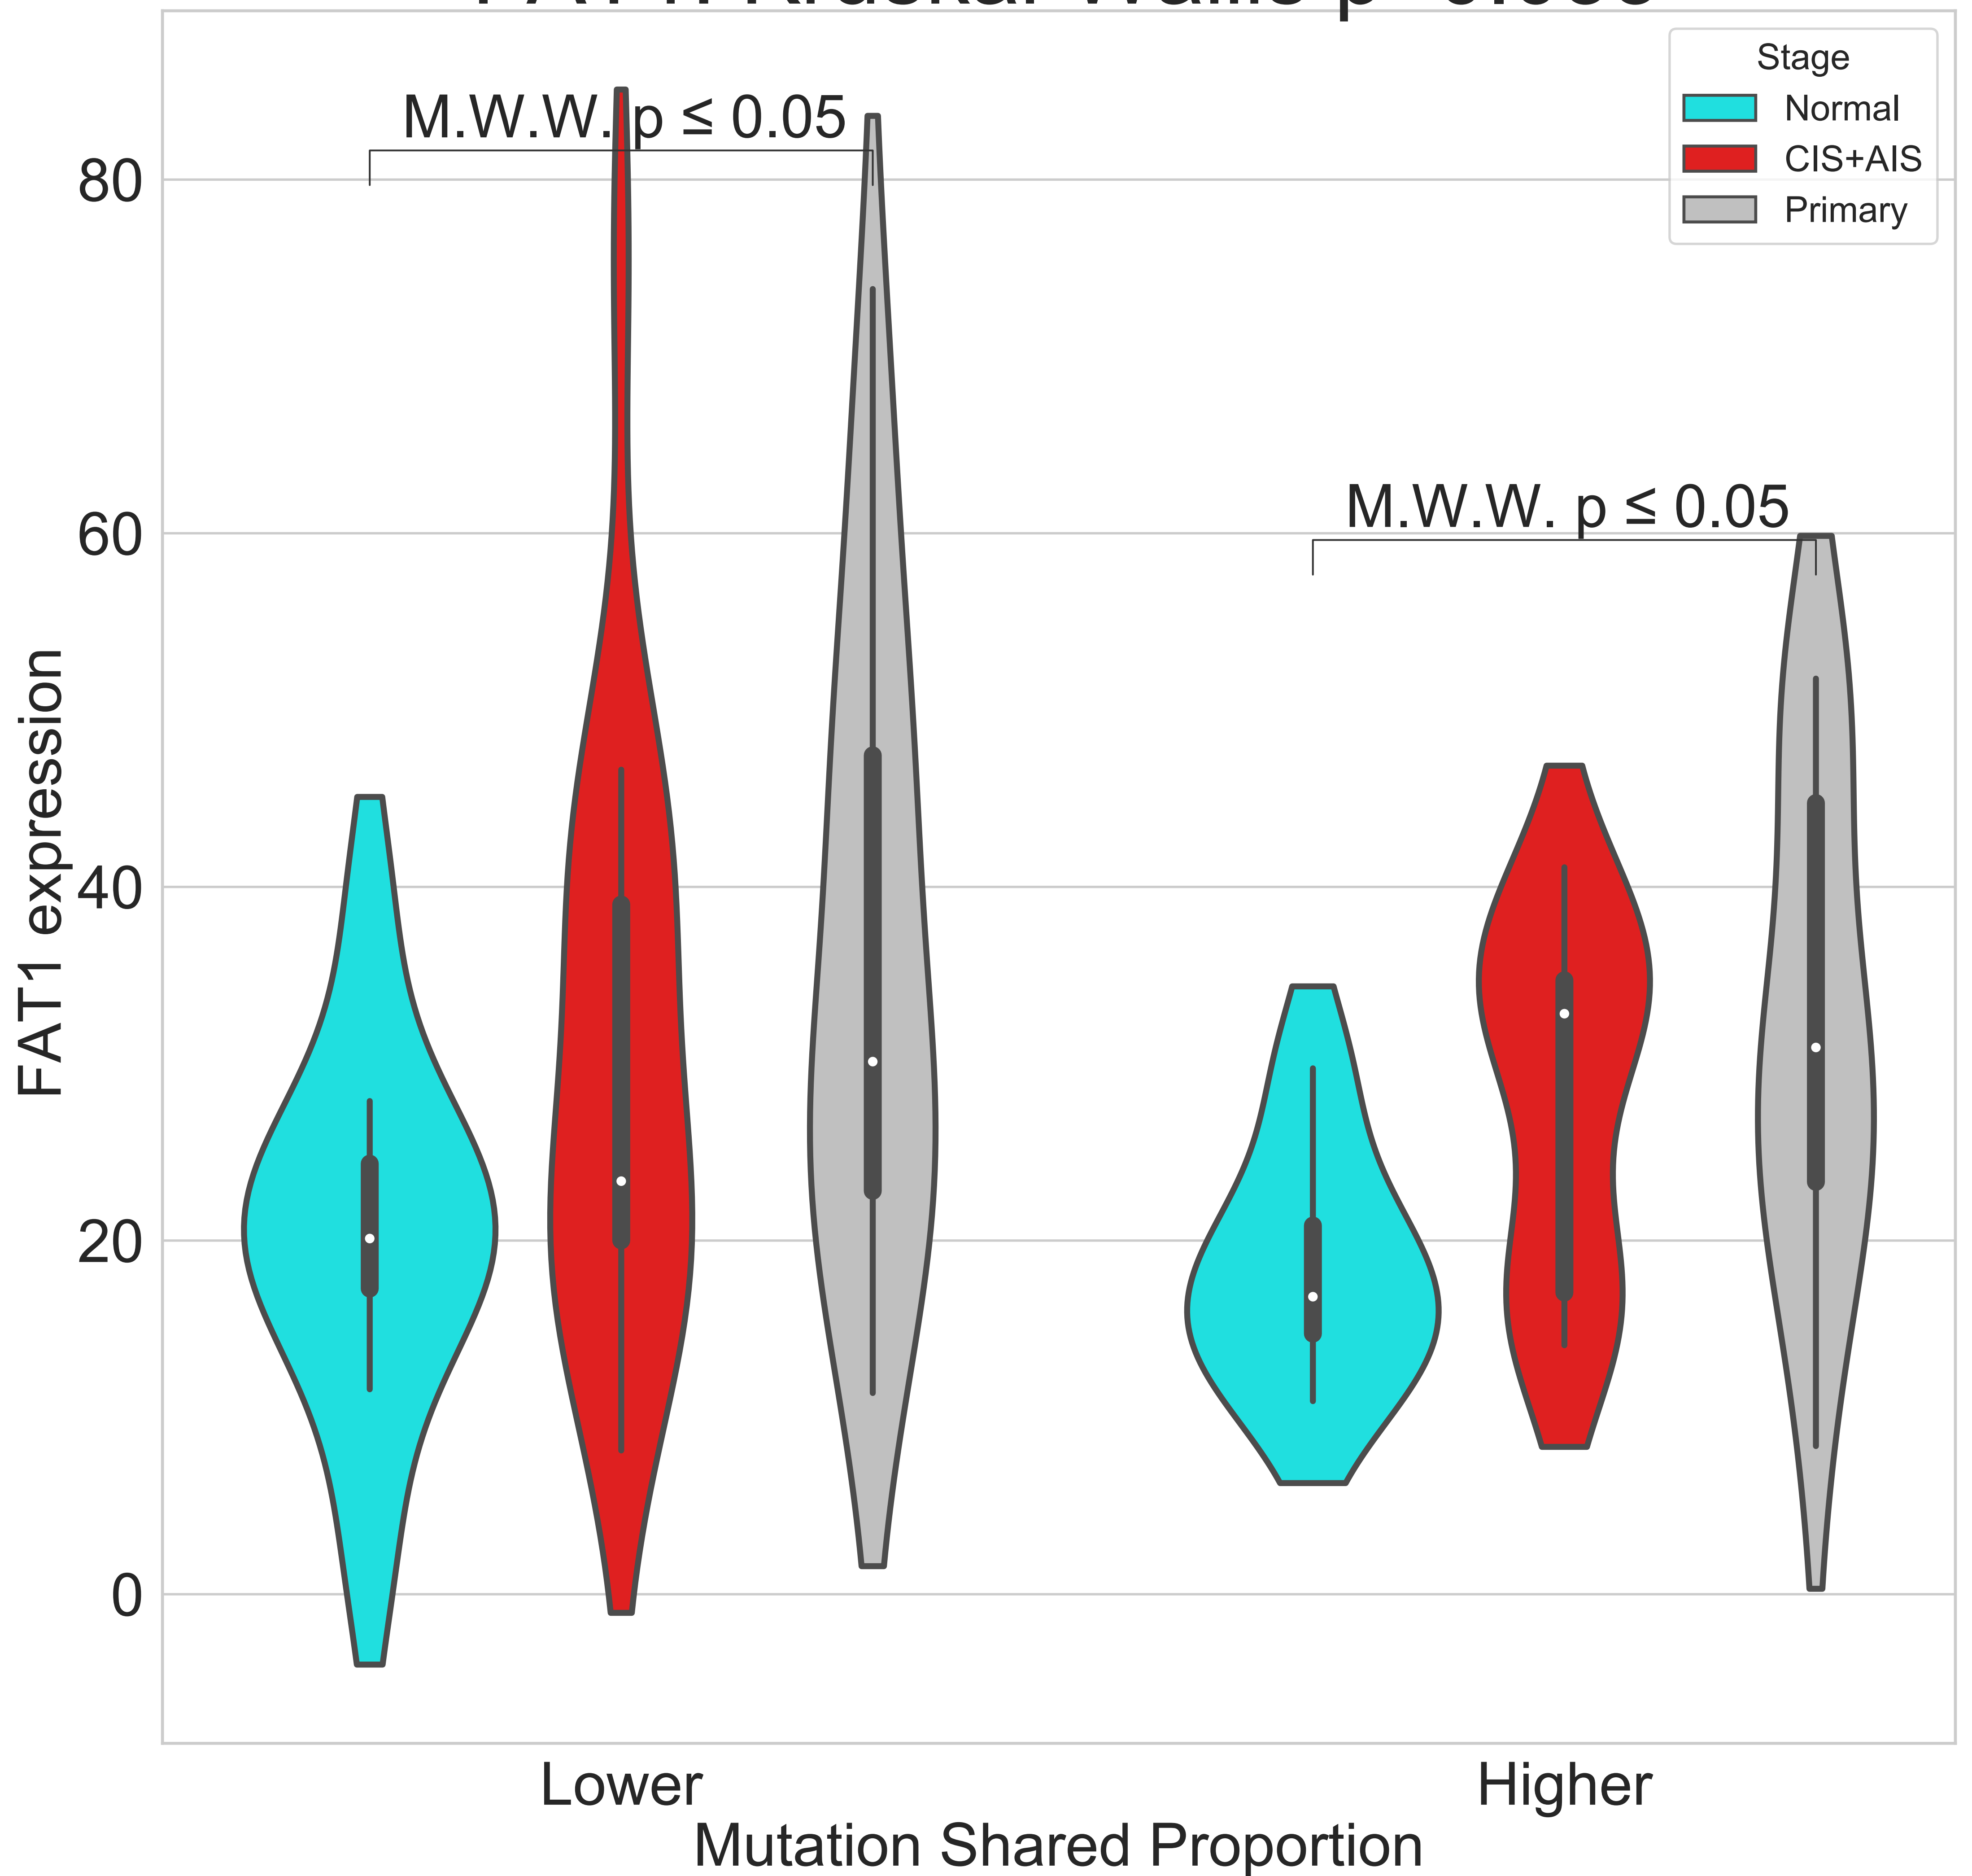 Stage
Normal
CIS+AIS
Primary
M.W.W. p ≤ 0.05
M.W.W. p ≤ 0.05
80
60
40
20
0
FAT1 expression
Lower
Higher
Mutation Shared Proportion